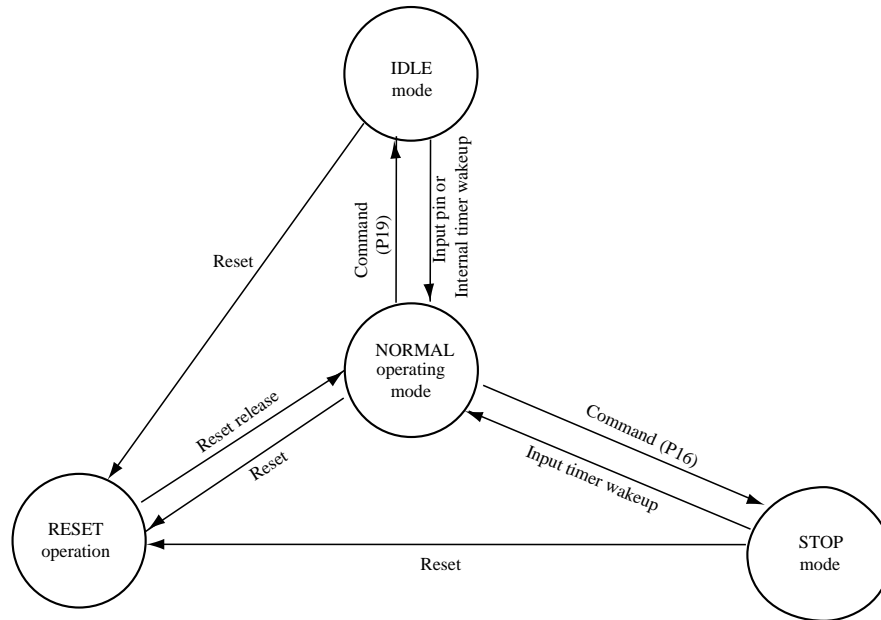 IDLE
mode
Command
(P19)
Input pin or
Internal timer wakeup
Reset
NORMAL
operating
mode
Reset release
Reset
Command (P16)
Input timer wakeup
RESET
operation
STOP
mode
Reset